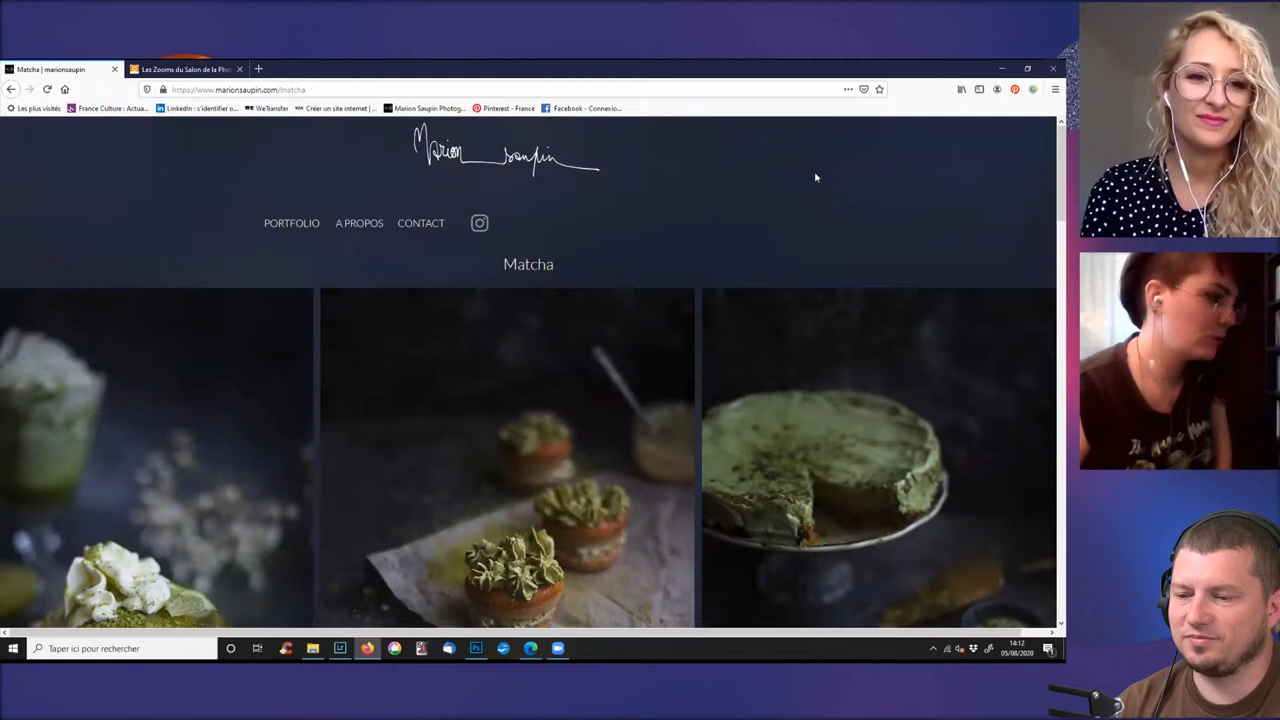 Matcha | marionsaupin
Les Zooms du Salon de la Pho
https://www.marionsaupin.com/matcha
Les plus visités France Culture : Actua... LinkedIn : s'identifier o... WeTransfer Créer un site internet |... Marion Saupin Photog... Pinterest - France Facebook - Connexio...
Marion saupin
PORTFOLIO A PROPOS CONTACT
Matcha
Taper ici pour rechercher
14:12
05/08/2020